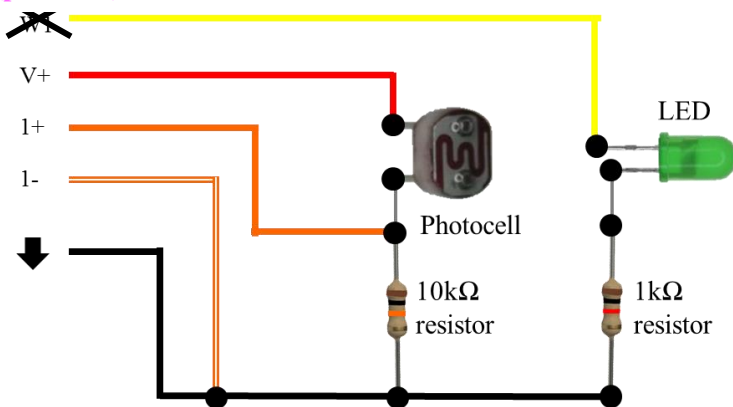 V+
1+
1-
LED
Photocell
10kΩ
resistor
1kΩ
resistor